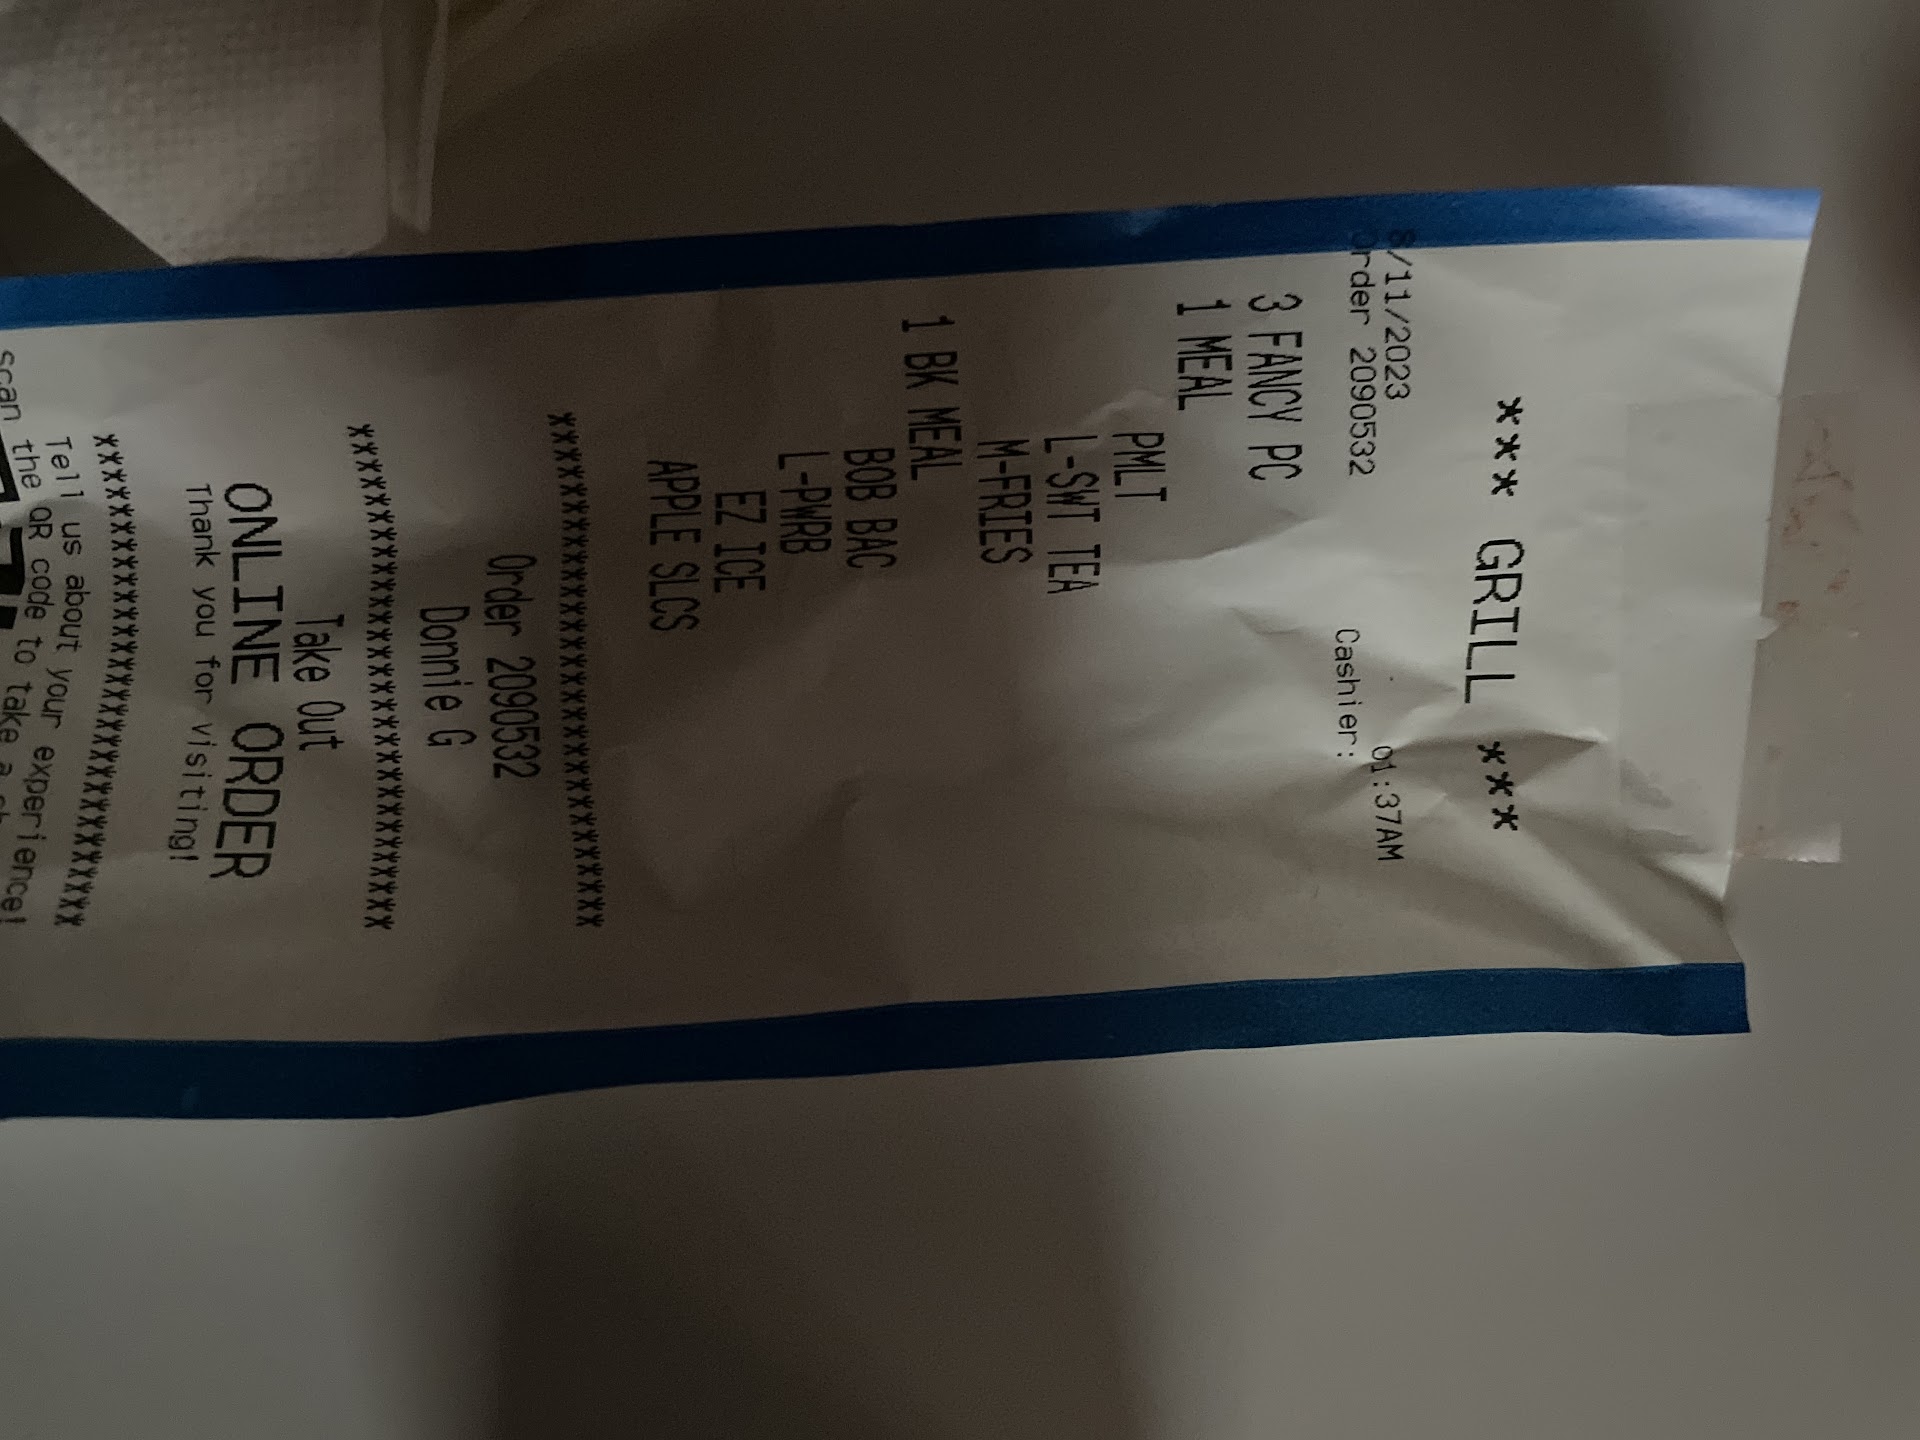 *** GRILL ***
8/11/2023 01:37AM
Order 2090532 Cashier:
3 FANCY PC
1 MEAL
PMLT
L-SWT TEA
M-FRIES
1 BK MEAL
BOB BAC
L-PWRB
EZ ICE
APPLE SLCS
****************************************
Order 2090532
Donnie G
****************************************
Take Out
ONLINE ORDER
Thank you for visiting!
****************************************
Tell us about your experience!
scan the QR code to take a